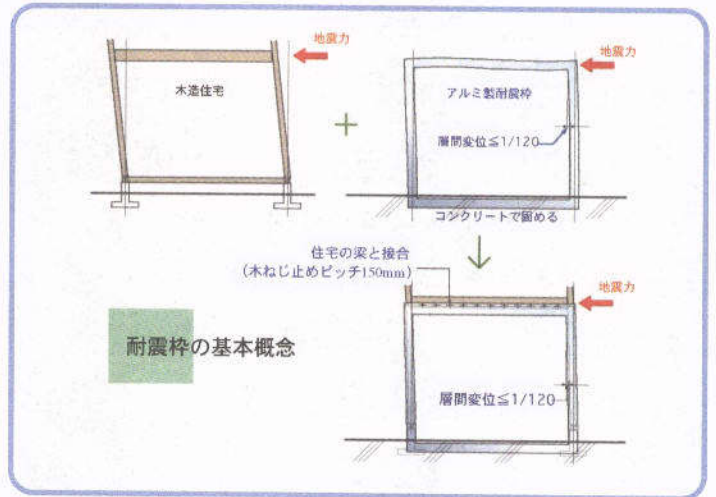 地震力
木造住宅
+
地震力
アルミ製耐震枠
層間変位≦1/120
コンクリートで固める
住宅の梁と接合
(木ねじ止めピッチ150mm)
地震力
耐震枠の基本概念
層間変位≦1/120